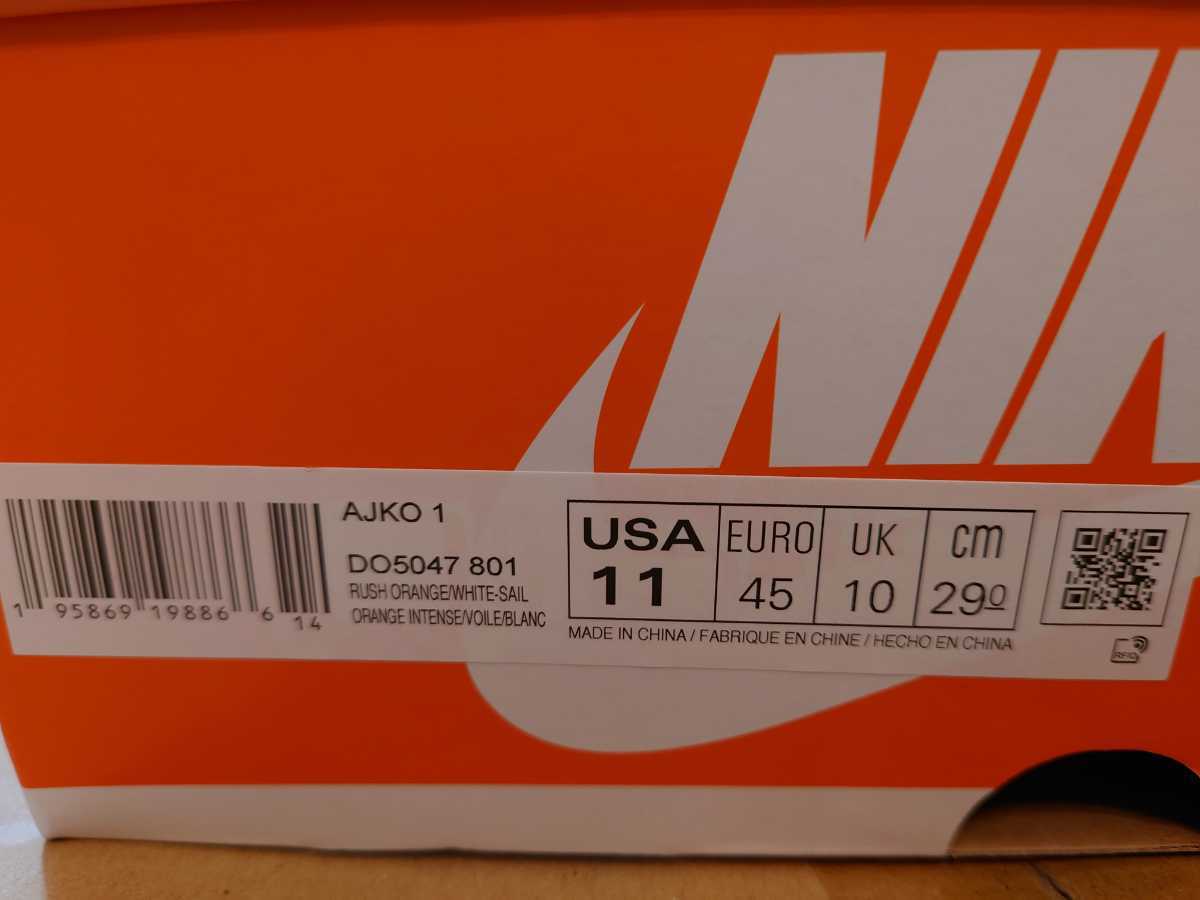 NIK
AJKO 1
DO5047 801
RUSH ORANGE/WHITE-SAIL
ORANGE INTENSE/VOILE/BLANC
1 95869 19886 6 14
USA EURO UK cm
11 45 10 29.0
MADE IN CHINA / FABRIQUE EN CHINE / HECHO EN CHINA
RFID